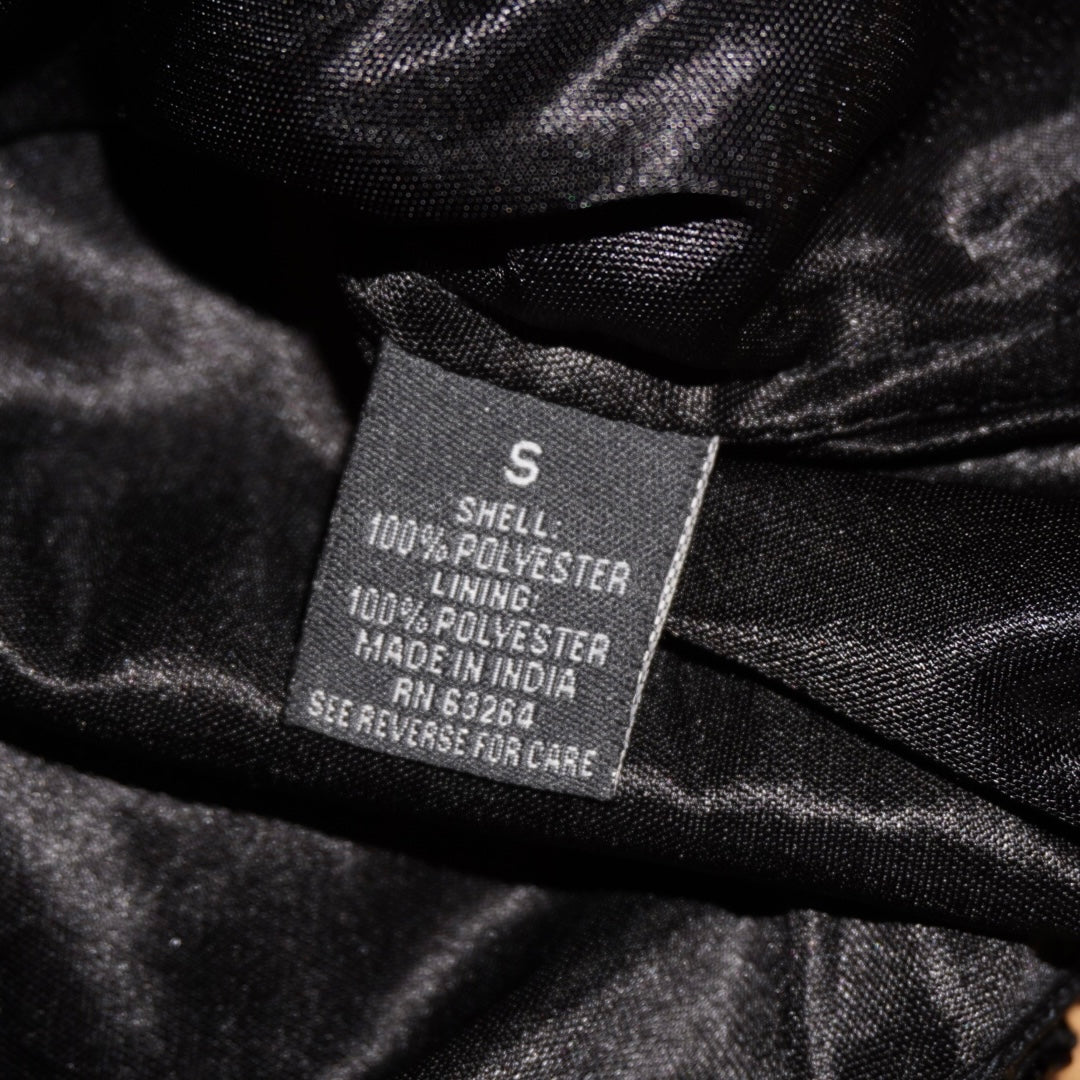 S
SHELL:
100% POLYESTER
LINING:
100% POLYESTER
MADE IN INDIA
RN 63264
SEE REVERSE FOR CARE